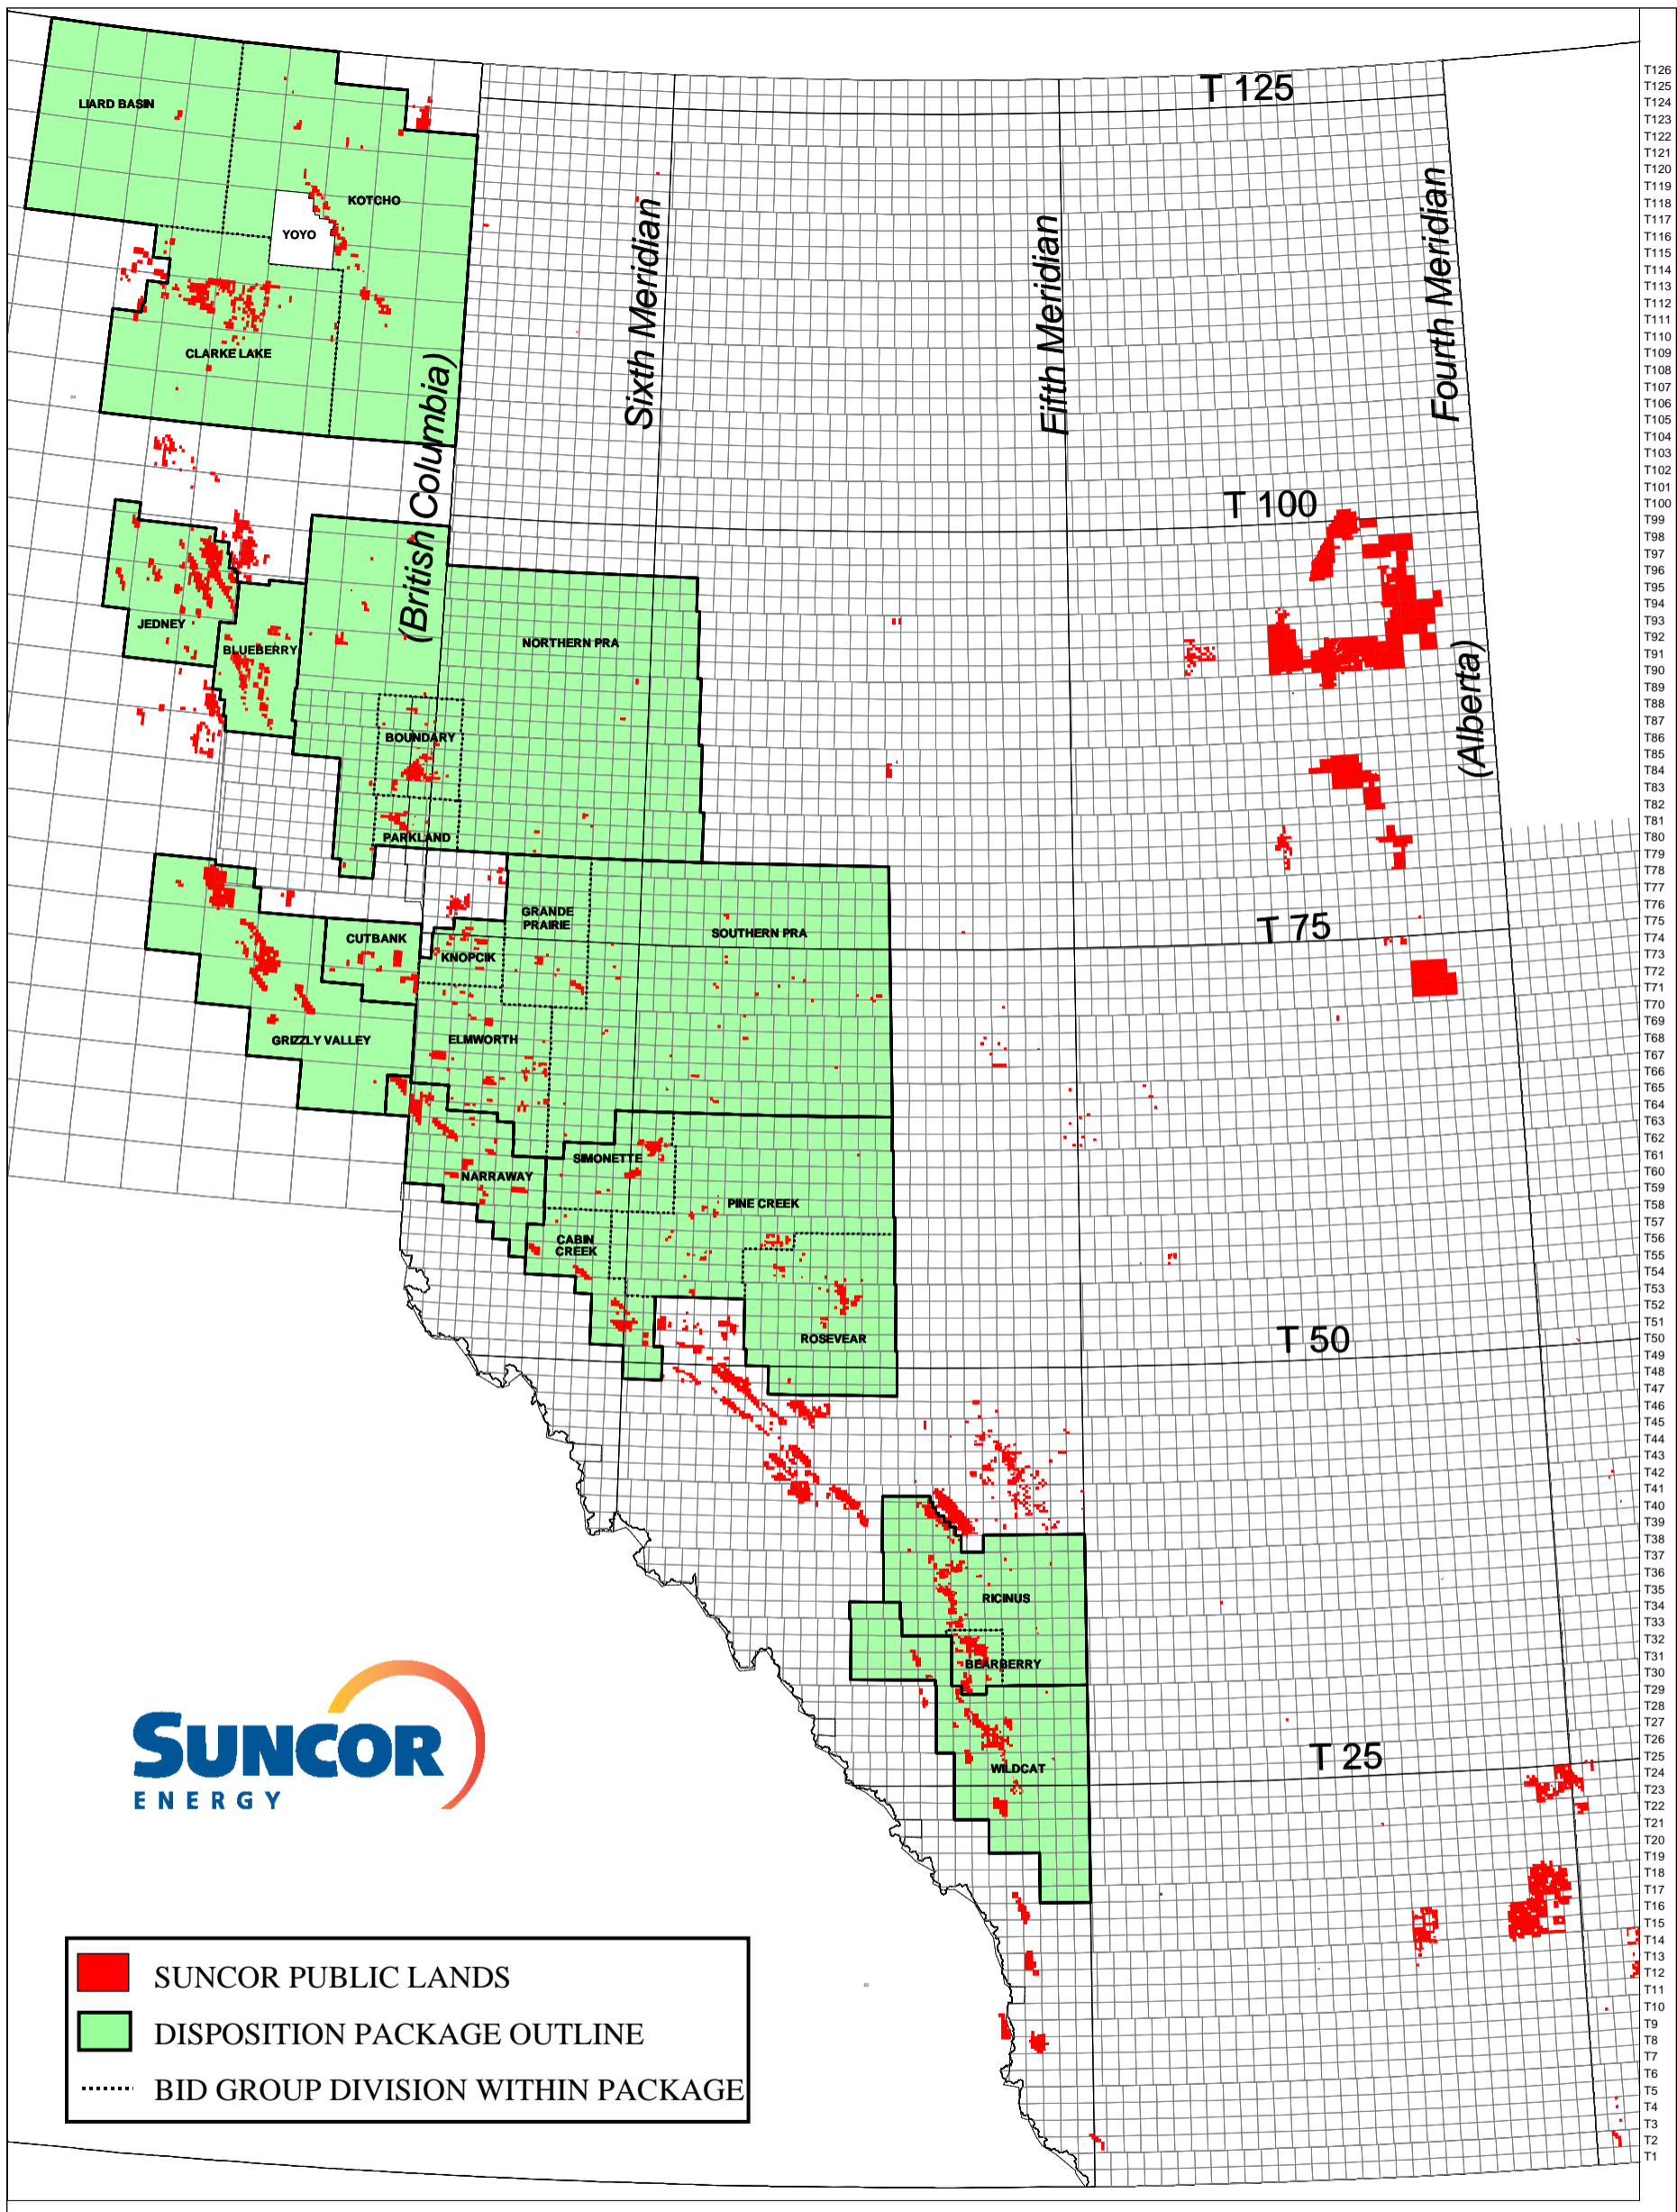 T 125
LIARD BASIN
KOTCHO
YOYO
CLARKE LAKE
(British Columbia)
Sixth Meridian
Fifth Meridian
Fourth Meridian
(Alberta)
T 100
JEDNEY
BLUEBERRY
NORTHERN PRA
BOUNDARY
PARKLAND
GRANDE
PRAIRIE
SOUTHERN PRA
T 75
CUTBANK
KNOPCIK
GRIZZLY VALLEY
ELMWORTH
SIMONETTE
NARRAWAY
PINE CREEK
CABIN
CREEK
ROSEVEAR
T 50
RICINUS
BEARBERRY
WILDCAT
T 25
SUNCOR
ENERGY
SUNCOR PUBLIC LANDS
DISPOSITION PACKAGE OUTLINE
BID GROUP DIVISION WITHIN PACKAGE
T126
T125
T124
T123
T122
T121
T120
T119
T118
T117
T116
T115
T114
T113
T112
T111
T110
T109
T108
T107
T106
T105
T104
T103
T102
T101
T100
T99
T98
T97
T96
T95
T94
T93
T92
T91
T90
T89
T88
T87
T86
T85
T84
T83
T82
T81
T80
T79
T78
T77
T76
T75
T74
T73
T72
T71
T70
T69
T68
T67
T66
T65
T64
T63
T62
T61
T60
T59
T58
T57
T56
T55
T54
T53
T52
T51
T50
T49
T48
T47
T46
T45
T44
T43
T42
T41
T40
T39
T38
T37
T36
T35
T34
T33
T32
T31
T30
T29
T28
T27
T26
T25
T24
T23
T22
T21
T20
T19
T18
T17
T16
T15
T14
T13
T12
T11
T10
T9
T8
T7
T6
T5
T4
T3
T2
T1